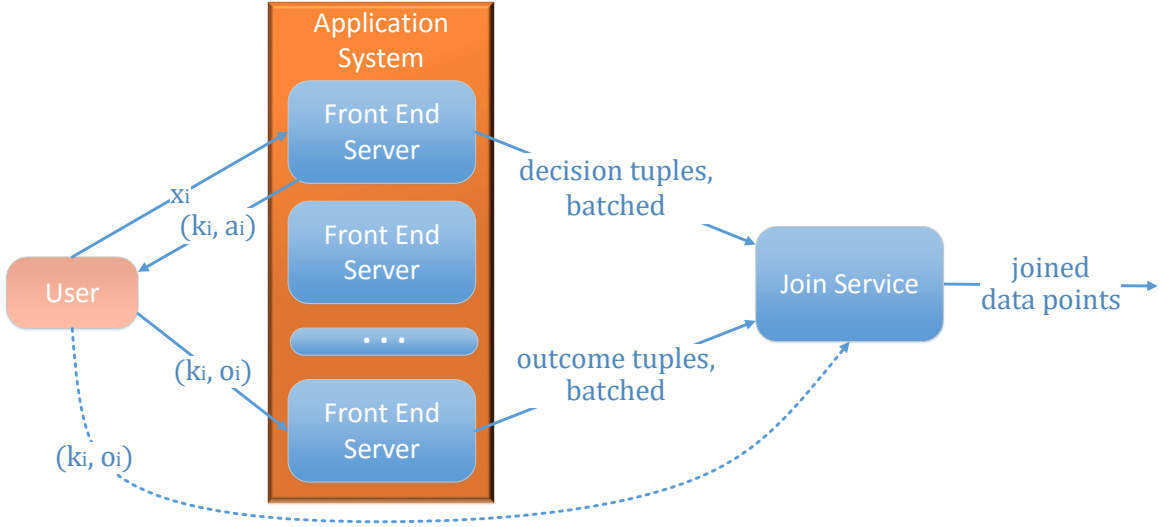 Application
System
Front End
Server
xi
(ki, ai)
decision tuples,
batched
Front End
Server
User
Join Service
joined
data points
...
(ki, oi)
outcome tuples,
batched
Front End
Server
(ki, oi)